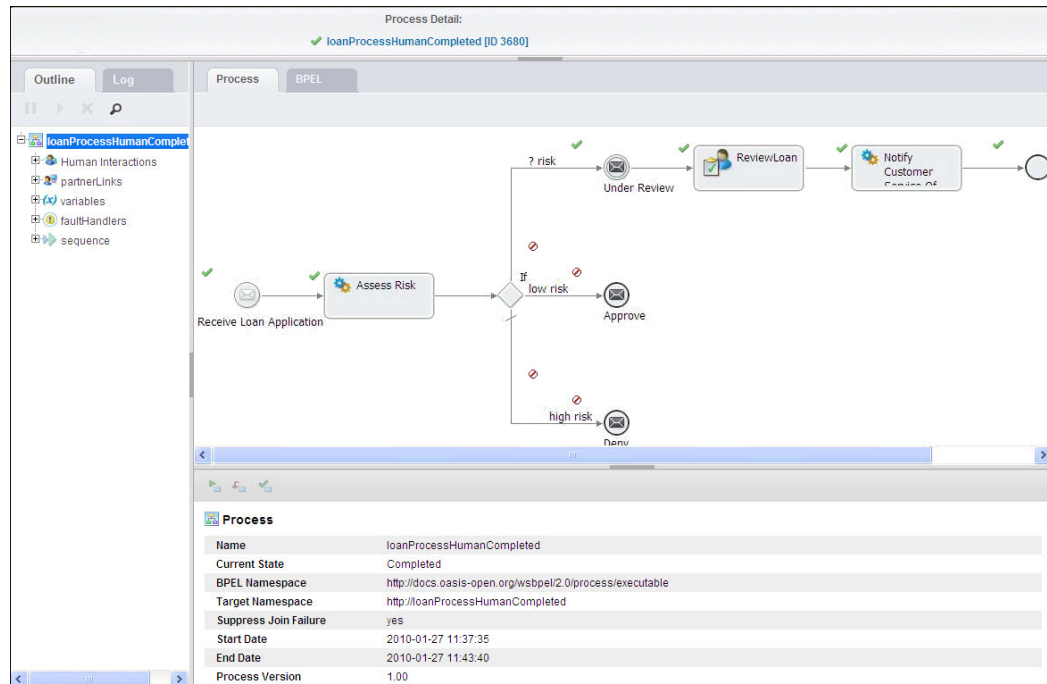 Process Detail:
loanProcessHumanCompleted [ID 3680]
Outline
Log
Process
BPEL
loanProcessHumanComplet
Human Interactions
partnerLinks
(x) variables
faultHandlers
sequence
? risk
Under Review
ReviewLoan
Notify
Customer
Service Of
If
low risk
Approve
Assess Risk
Receive Loan Application
high risk
Deny
Process
Name loanProcessHumanCompleted
Current State Completed
BPEL Namespace http://docs.oasis-open.org/wsbpel/2.0/process/executable
Target Namespace http://loanProcessHumanCompleted
Suppress Join Failure yes
Start Date 2010-01-27 11:37:35
End Date 2010-01-27 11:43:40
Process Version 1.00